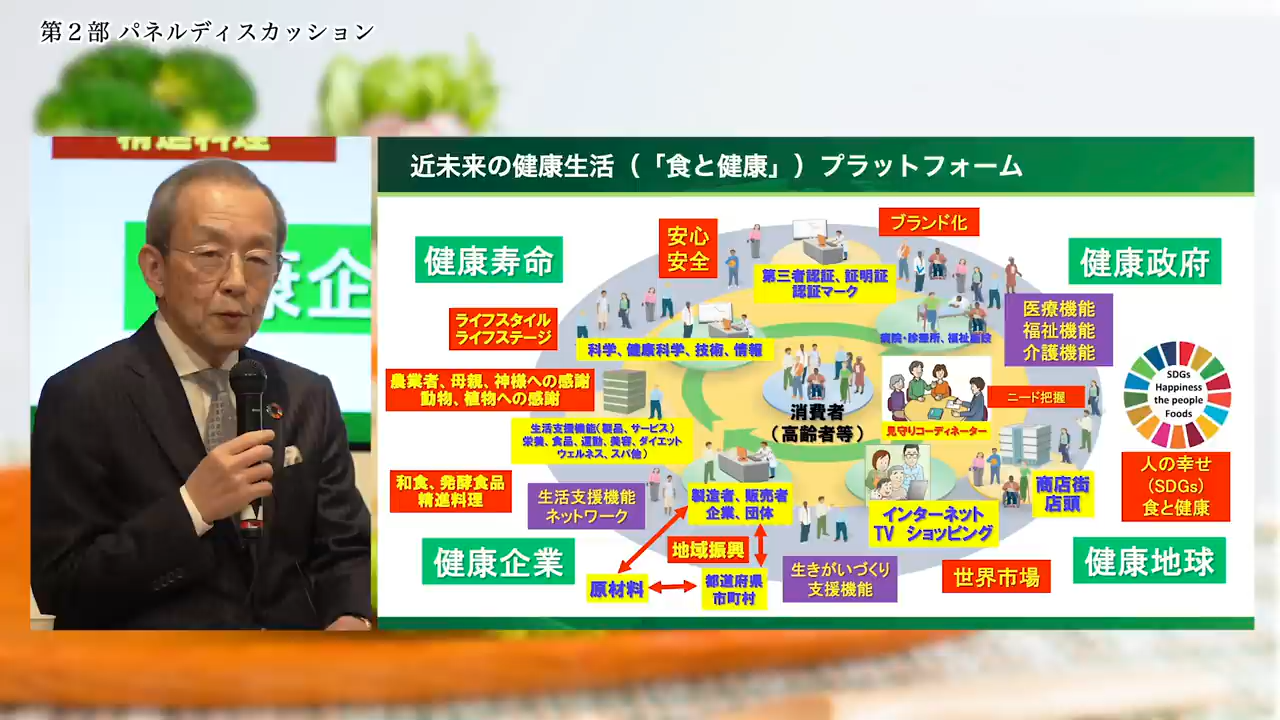 第２部 パネルディスカッション
精進料理
康企
近未来の健康生活（「食と健康」）プラットフォーム
健康寿命
安心
安全
ブランド化
健康政府
第三者認証、証明証
認証マーク
ライフスタイル
ライフステージ
科学、健康科学、技術、情報
病院・診療所、福祉施設
医療機能
福祉機能
介護機能
農業者、母親、神様への感謝
動物、植物への感謝
消費者
（高齢者等）
見守りコーディネーター
ニード把握
SDGs
Happiness
the people
Foods
生活支援機能（製品、サービス）
栄養、食品、運動、美容、ダイエット
ウェルネス、スパ他）
和食、発酵食品
精進料理
生活支援機能
ネットワーク
製造者、販売者
企業、団体
インターネット
TV ショッピング
商店街
店頭
人の幸せ
（SDGs）
食と健康
健康企業
地域振興
原材料
都道府県
市町村
生きがいづくり
支援機能
世界市場
健康地球